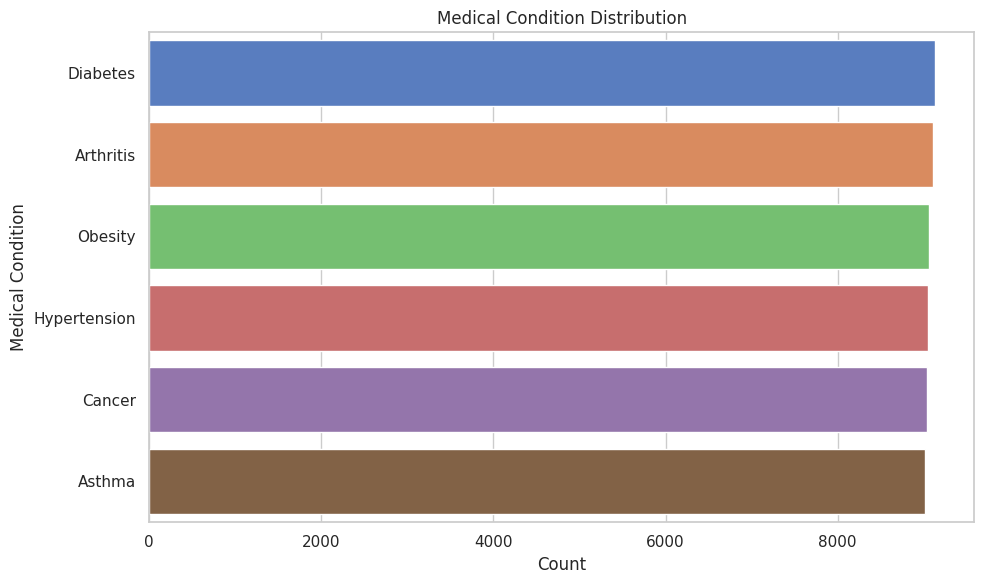 Medical Condition Distribution
Medical Condition
Diabetes
Arthritis
Obesity
Hypertension
Cancer
Asthma
0 2000 4000 6000 8000
Count